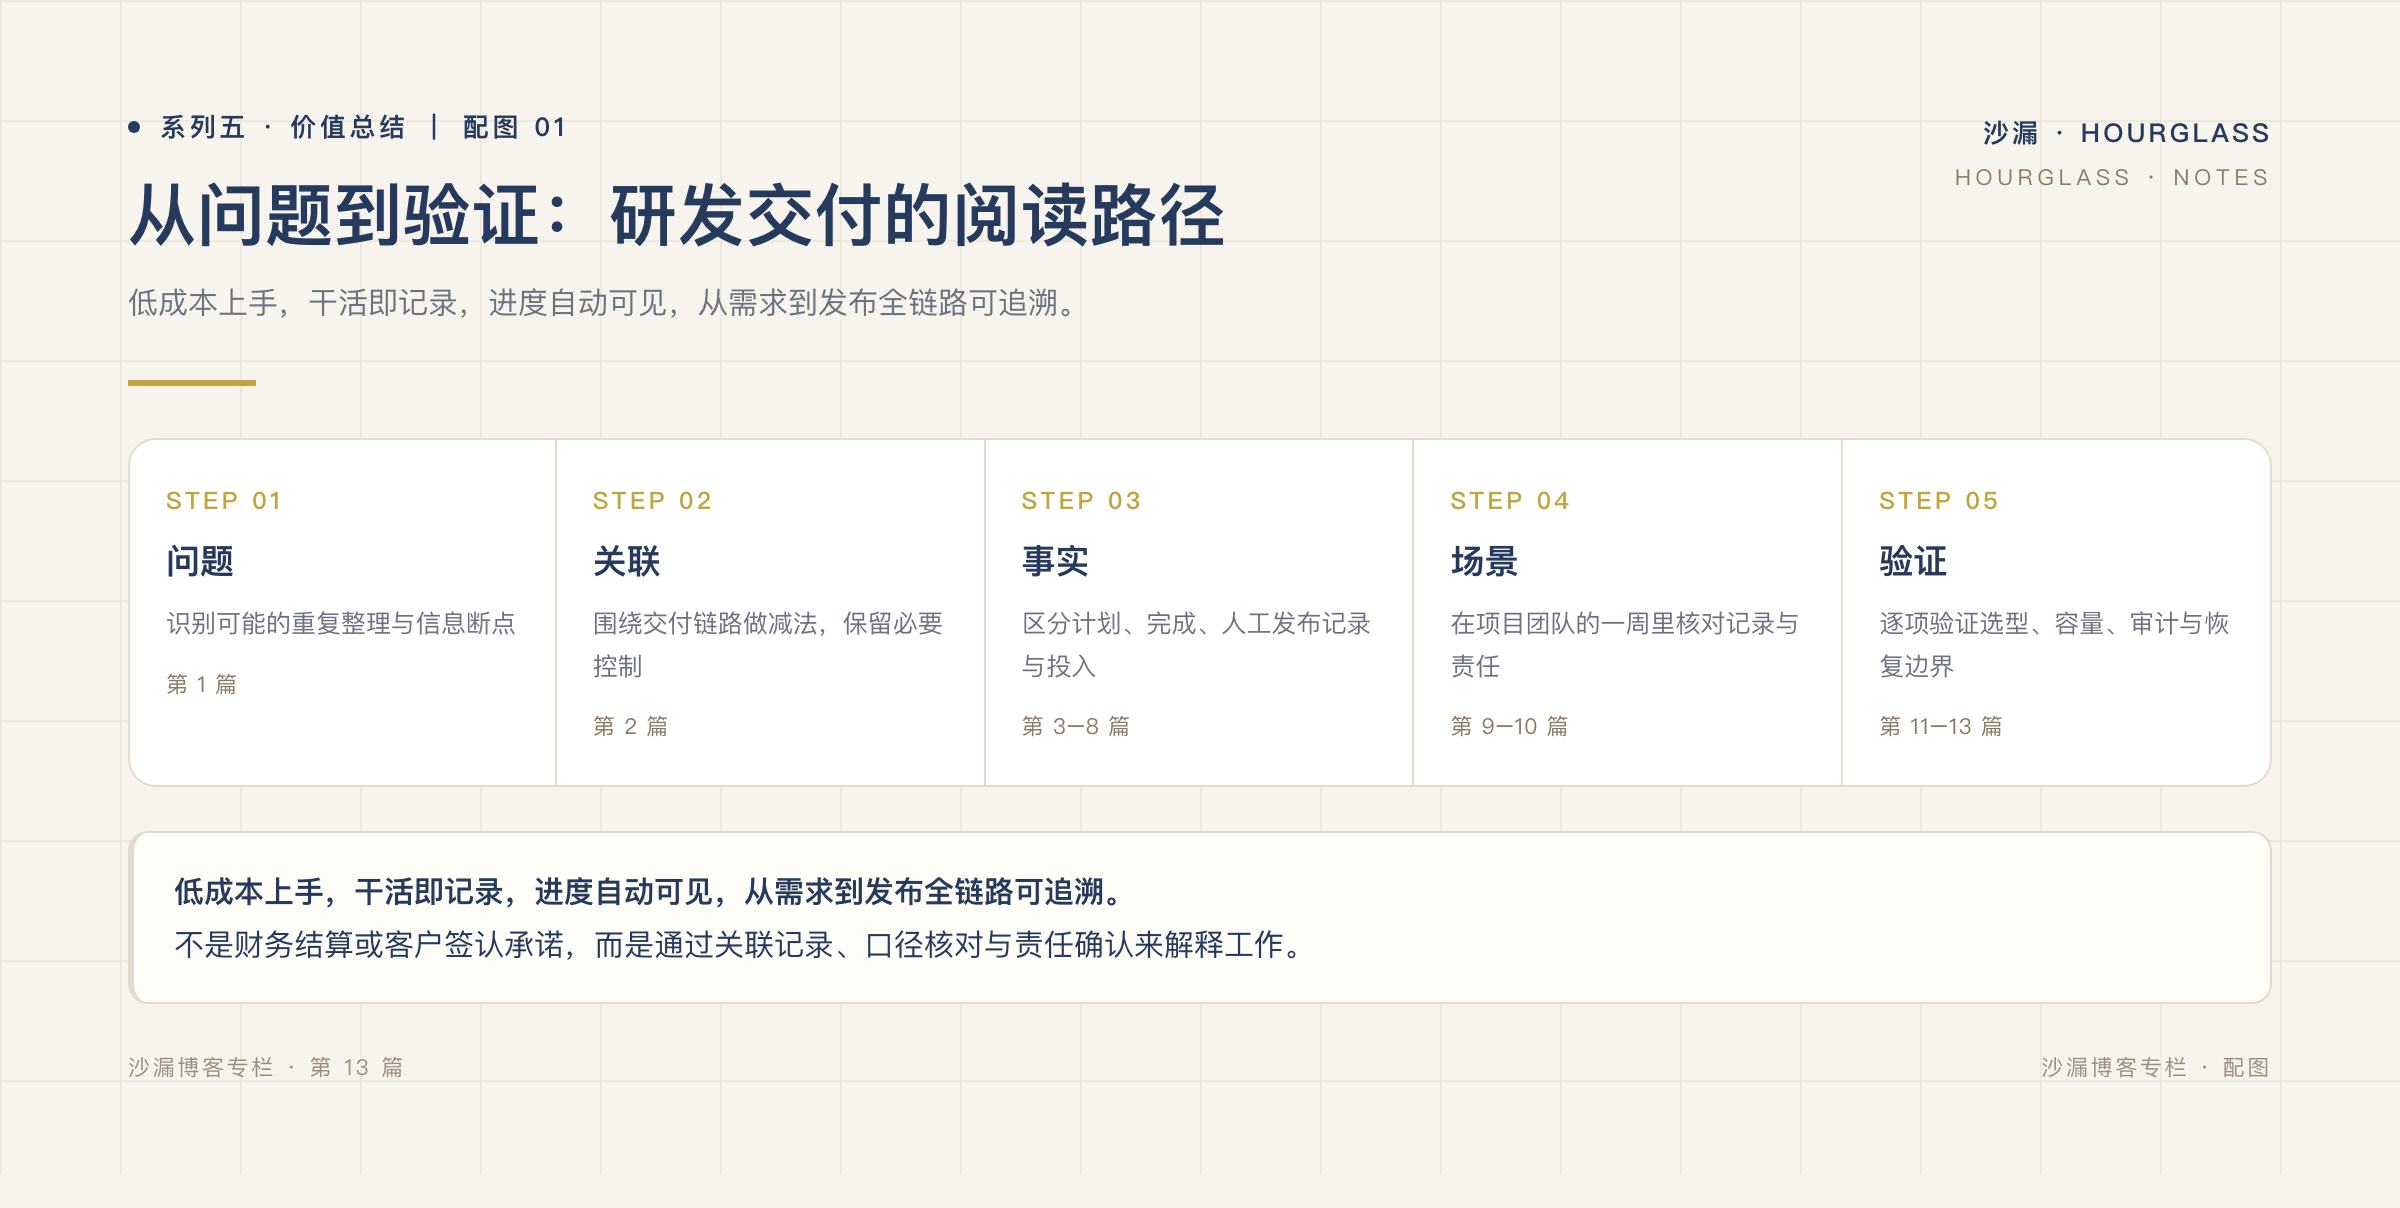 系列五 · 价值总结 | 配图 01
沙漏 · HOURGLASS
HOURGLASS · NOTES
从问题到验证：研发交付的阅读路径
低成本上手，干活即记录，进度自动可见，从需求到发布全链路可追溯。
STEP 01
问题
识别可能的重复整理与信息断点
第 1 篇
STEP 02
关联
围绕交付链路做减法，保留必要
控制
第 2 篇
STEP 03
事实
区分计划、完成、人工发布记录
与投入
第 3—8 篇
STEP 04
场景
在项目团队的一周里核对记录与
责任
第 9—10 篇
STEP 05
验证
逐项验证选型、容量、审计与恢
复边界
第 11—13 篇
低成本上手，干活即记录，进度自动可见，从需求到发布全链路可追溯。
不是财务结算或客户签认承诺，而是通过关联记录、口径核对与责任确认来解释工作。
沙漏博客专栏 · 第 13 篇
沙漏博客专栏 · 配图